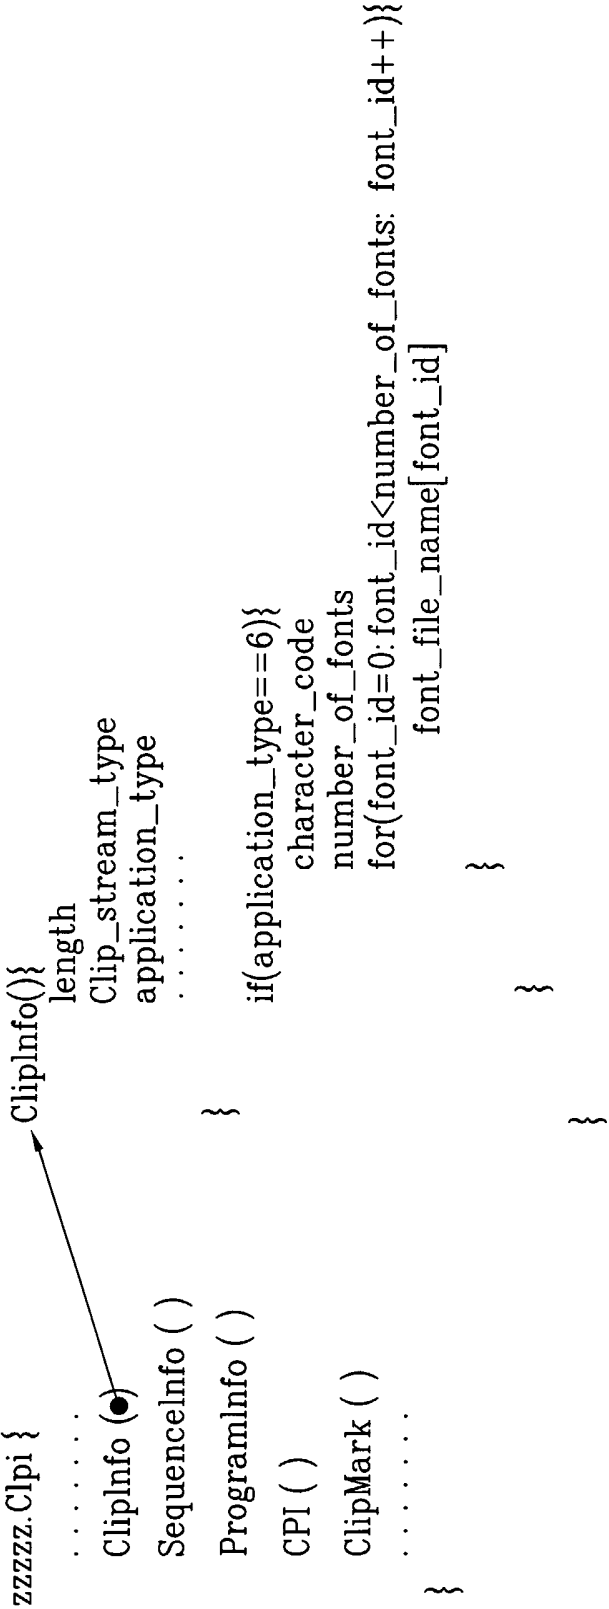 zzzzz.Clpi {
.......
ClipInfo ( )
SequenceInfo ( )
ProgramInfo ( )
CPI ( )
ClipMark ( )
.......
}
ClipInfo(){
length
Clip_stream_type
application_type
.......
}
if(application_type==6){
character_code
number_of_fonts
for(font_id=0:font_id<number_of_fonts: font_id++){
font_file_name[font_id]
}
}
}